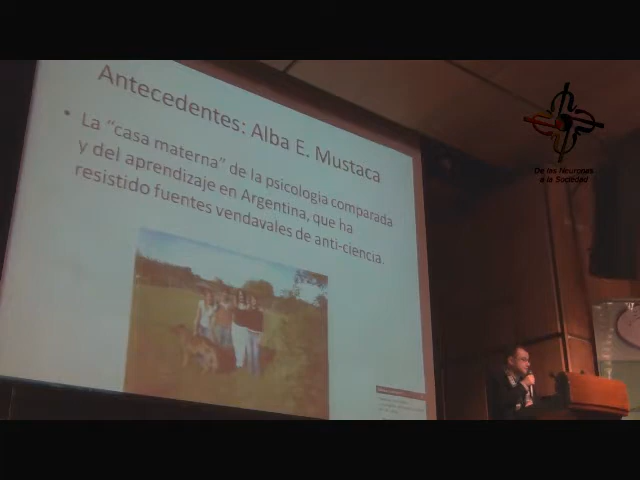 Antecedentes: Alba E. Mustaca
• La “casa materna” de la psicologia comparada
y del aprendizaje en Argentina, que ha
resistido fuentes vendavales de anti-ciencia.
De las Neuronas
a la Sociedad